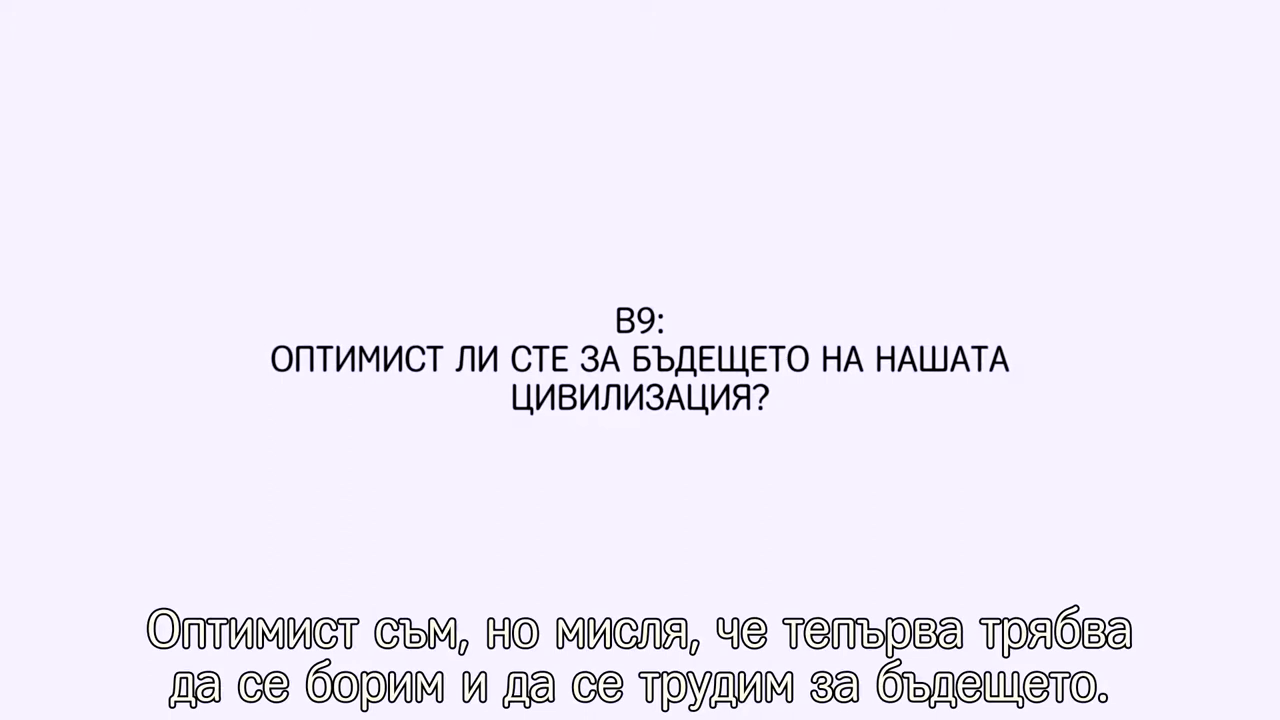 В9:
ОПТИМИСТ ЛИ СТЕ ЗА БЪДЕЩЕТО НА НАШАТА
ЦИВИЛИЗАЦИЯ?
Оптимист съм, но мисля, че тепърва трябва
да се борим и да се трудим за бъдещето.